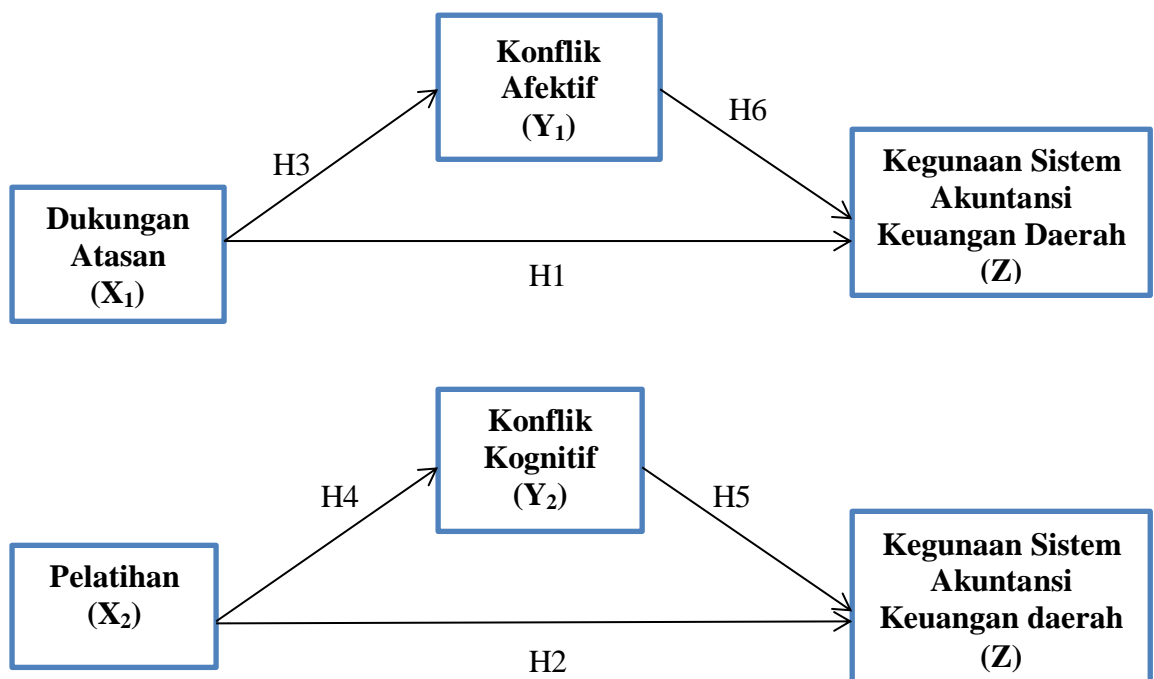 Konflik
Afektif
(Y₁)
H6
H3
Kegunaan Sistem
Akuntansi
Keuangan Daerah
(Z)
Dukungan
Atasan
(X₁)
H1
Konflik
Kognitif
(Y₂)
H4
H5
Kegunaan Sistem
Akuntansi
Keuangan daerah
(Z)
Pelatihan
(X₂)
H2